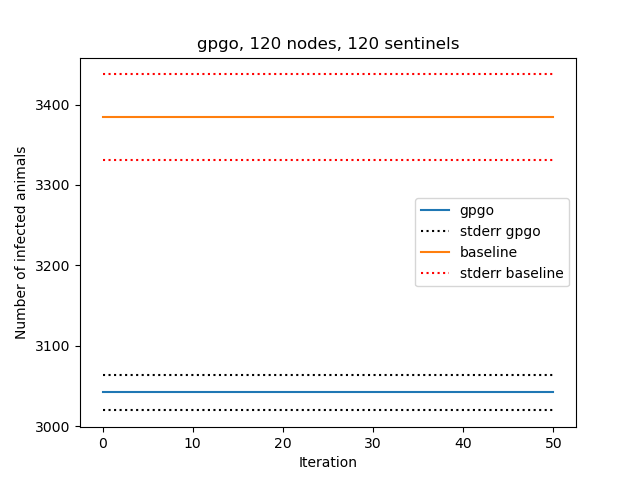 gpgo, 120 nodes, 120 sentinels
Number of infected animals
3400
3300
3200
3100
3000
gpgo
stderr gpgo
baseline
stderr baseline
0 10 20 30 40 50
Iteration